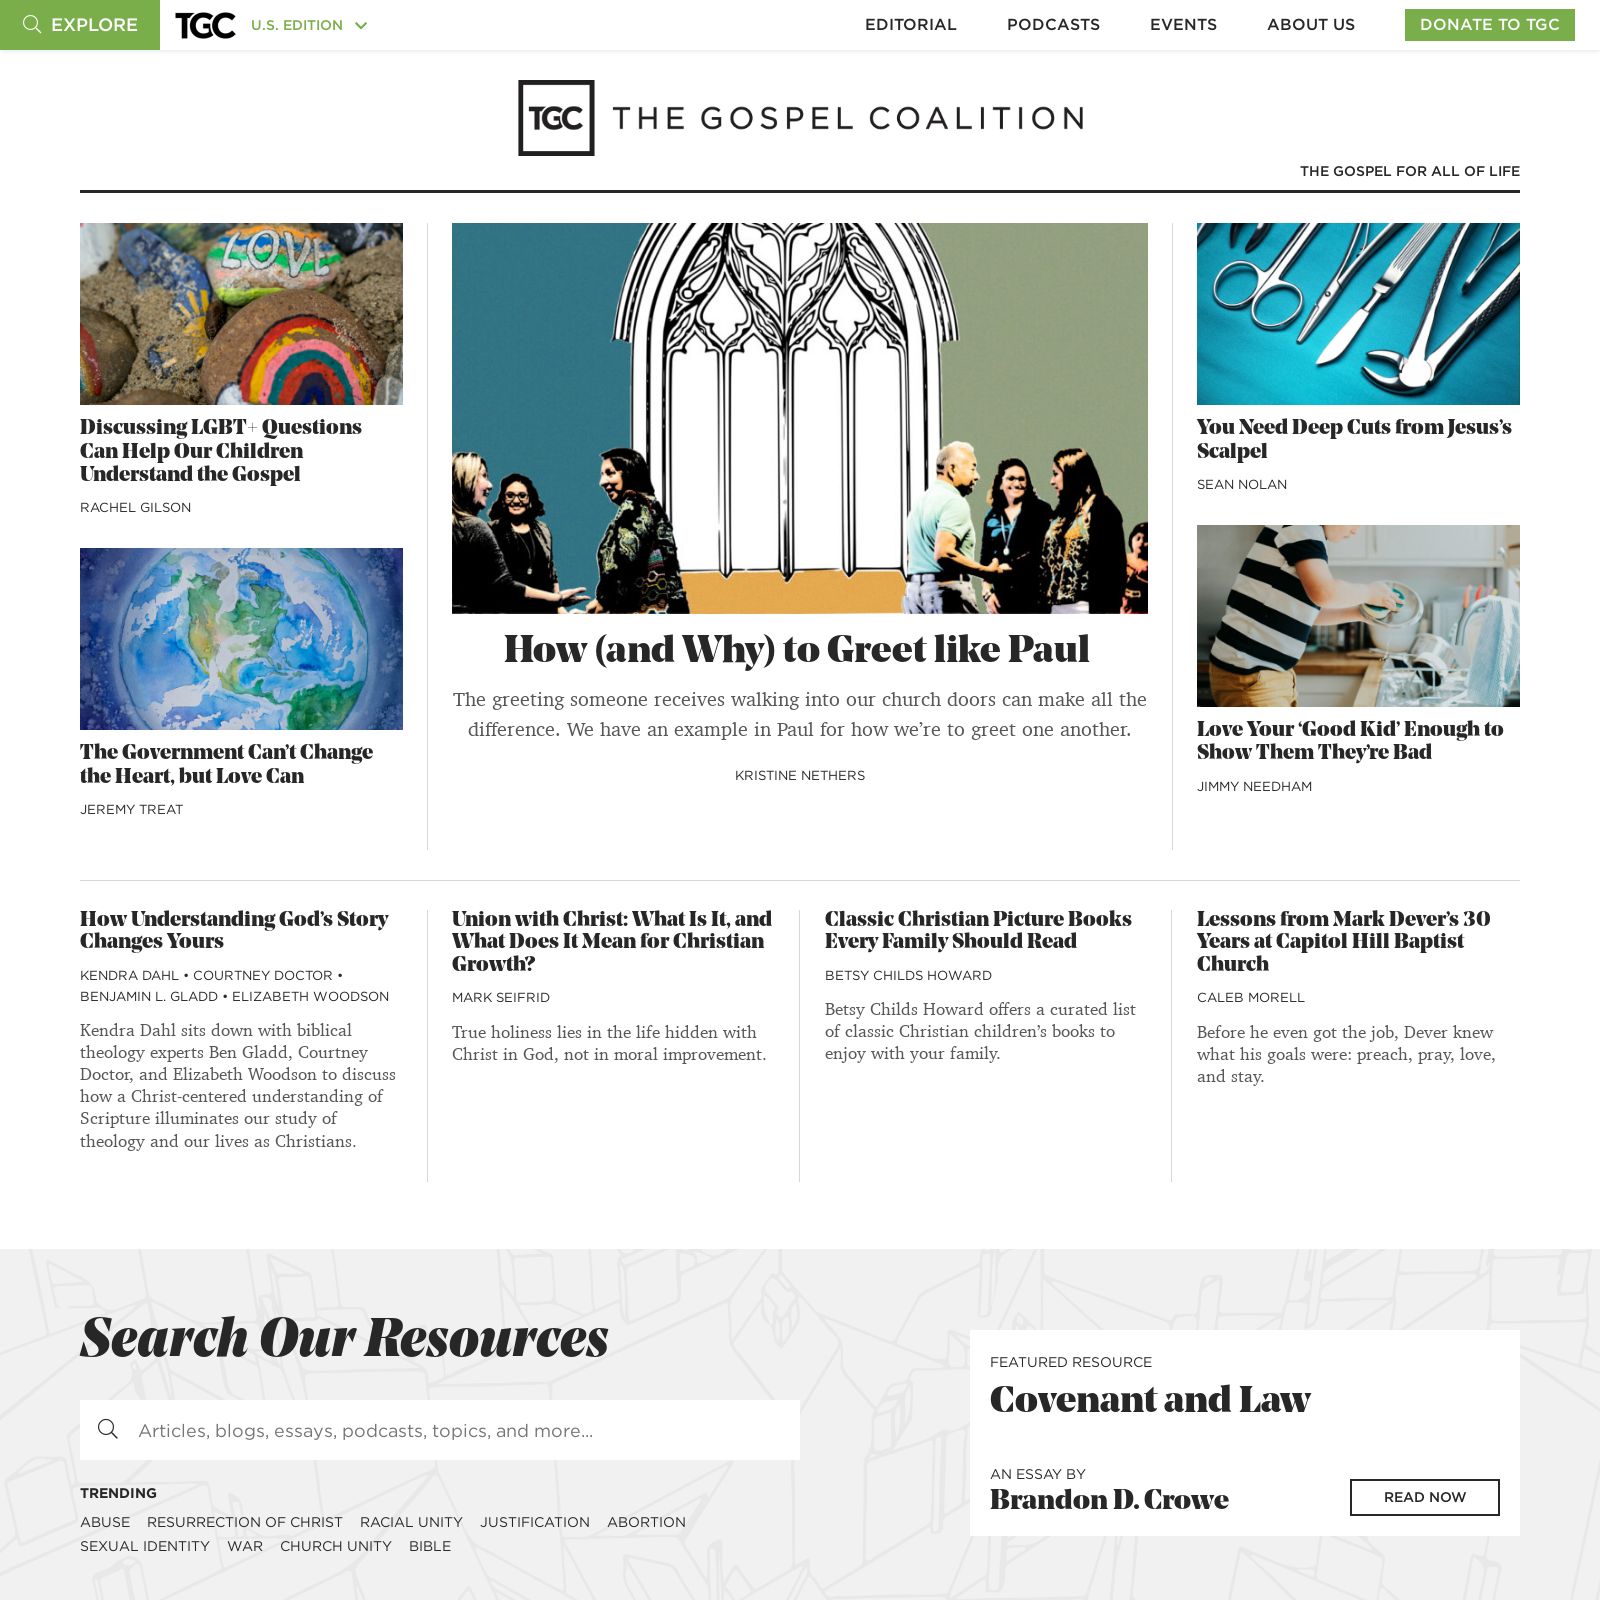 EXPLORE
TGC
U.S. EDITION
EDITORIAL
PODCASTS
EVENTS
ABOUT US
DONATE TO TGC
TGC
THE GOSPEL COALITION
THE GOSPEL FOR ALL OF LIFE
LOVE
Discussing LGBT+ Questions
Can Help Our Children
Understand the Gospel
RACHEL GILSON
The Government Can’t Change
the Heart, but Love Can
JEREMY TREAT
How (and Why) to Greet like Paul
The greeting someone receives walking into our church doors can make all the
difference. We have an example in Paul for how we’re to greet one another.
KRISTINE NETHERS
You Need Deep Cuts from Jesus’s
Scalpel
SEAN NOLAN
Love Your ‘Good Kid’ Enough to
Show Them They’re Bad
JIMMY NEEDHAM
How Understanding God’s Story
Changes Yours
KENDRA DAHL • COURTNEY DOCTOR •
BENJAMIN L. GLADD • ELIZABETH WOODSON
Kendra Dahl sits down with biblical
theology experts Ben Gladd, Courtney
Doctor, and Elizabeth Woodson to discuss
how a Christ-centered understanding of
Scripture illuminates our study of
theology and our lives as Christians.
Union with Christ: What Is It, and
What Does It Mean for Christian
Growth?
MARK SEIFRID
True holiness lies in the life hidden with
Christ in God, not in moral improvement.
Classic Christian Picture Books
Every Family Should Read
BETSY CHILDS HOWARD
Betsy Childs Howard offers a curated list
of classic Christian children’s books to
enjoy with your family.
Lessons from Mark Dever’s 30
Years at Capitol Hill Baptist
Church
CALEB MORELL
Before he even got the job, Dever knew
what his goals were: preach, pray, love,
and stay.
Search Our Resources
Articles, blogs, essays, podcasts, topics, and more...
TRENDING
ABUSE RESURRECTION OF CHRIST RACIAL UNITY JUSTIFICATION ABORTION
SEXUAL IDENTITY WAR CHURCH UNITY BIBLE
FEATURED RESOURCE
Covenant and Law
AN ESSAY BY
Brandon D. Crowe
READ NOW